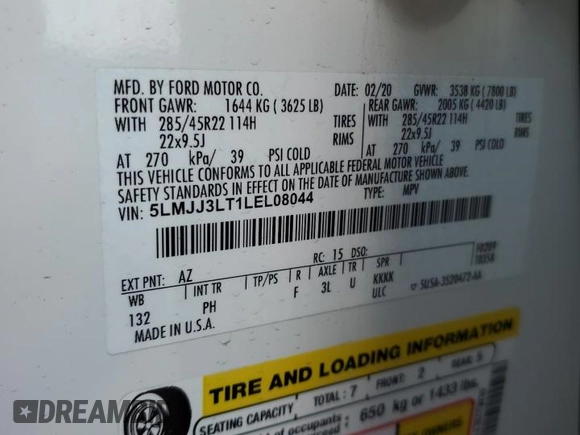 MFD. BY FORD MOTOR CO.
DATE: 02/20 GVWR: 3538 KG ( 7800 LB)
FRONT GAWR: 1644 KG ( 3625 LB)
REAR GAWR: 2005 KG ( 4420 LB)
WITH 285/45R22 114H TIRES
WITH 285/45R22 114H TIRES
22x9.5J RIMS
22x9.5J RIMS
AT 270 kPa/ 39 PSI COLD
AT 270 kPa/ 39 PSI COLD
THIS VEHICLE CONFORMS TO ALL APPLICABLE FEDERAL MOTOR VEHICLE
SAFETY STANDARDS IN EFFECT ON THE DATE OF MANUFACTURE SHOWN ABOVE.
VIN: 5LMJJ3LT1LEL08044
TYPE: MPV
EXT PNT: AZ RC: 15 DSO:
WB INT TR TP/PS R AXLE TR SPR
132 PH F 3L U KKKK
ULC
MADE IN U.S.A.
TIRE AND LOADING INFORMATION
SEATING CAPACITY TOTAL: 7 FRONT: 2 REAR: 5
of occupants
650 kg or 1433 lbs.
DREAM